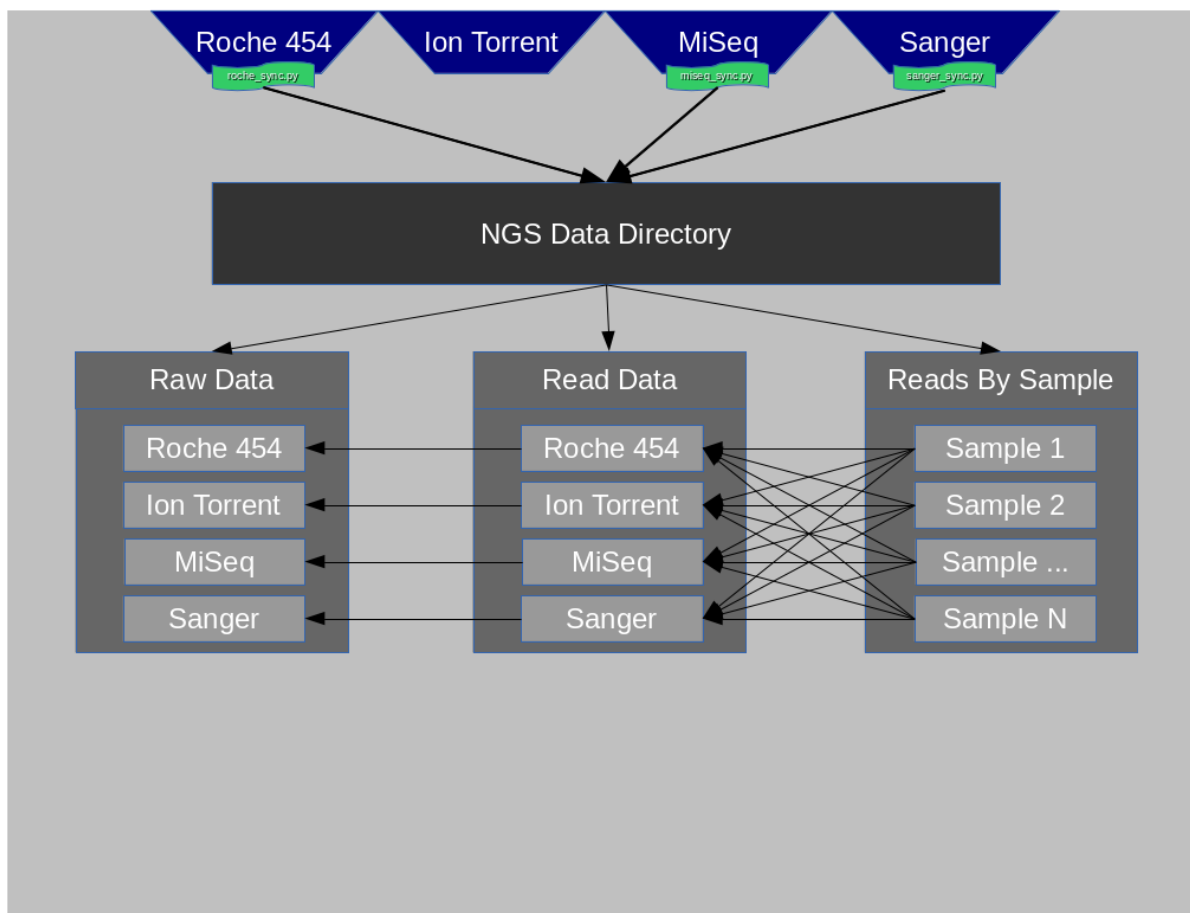 Roche 454
Ion Torrent
MiSeq
Sanger
roche_sync.py
miseq_sync.py
sanger_sync.py
NGS Data Directory
Raw Data
Read Data
Reads By Sample
Roche 454
Roche 454
Sample 1
Ion Torrent
Ion Torrent
Sample 2
MiSeq
MiSeq
Sample ...
Sanger
Sanger
Sample N